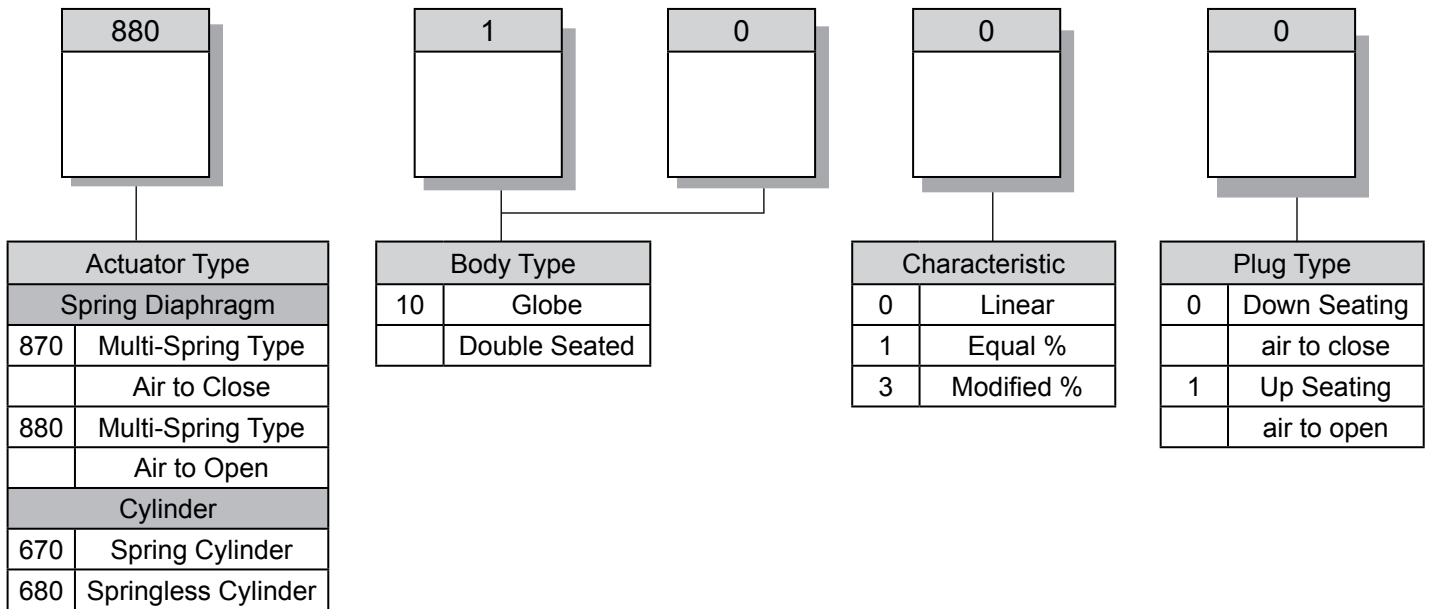 880 1 0 0 0
Actuator Type
Spring Diaphragm
870 Multi-Spring Type
Air to Close
880 Multi-Spring Type
Air to Open
Cylinder
670 Spring Cylinder
680 Springless Cylinder
Body Type
10 Globe
Double Seated
Characteristic
0 Linear
1 Equal %
3 Modified %
Plug Type
0 Down Seating
air to close
1 Up Seating
air to open